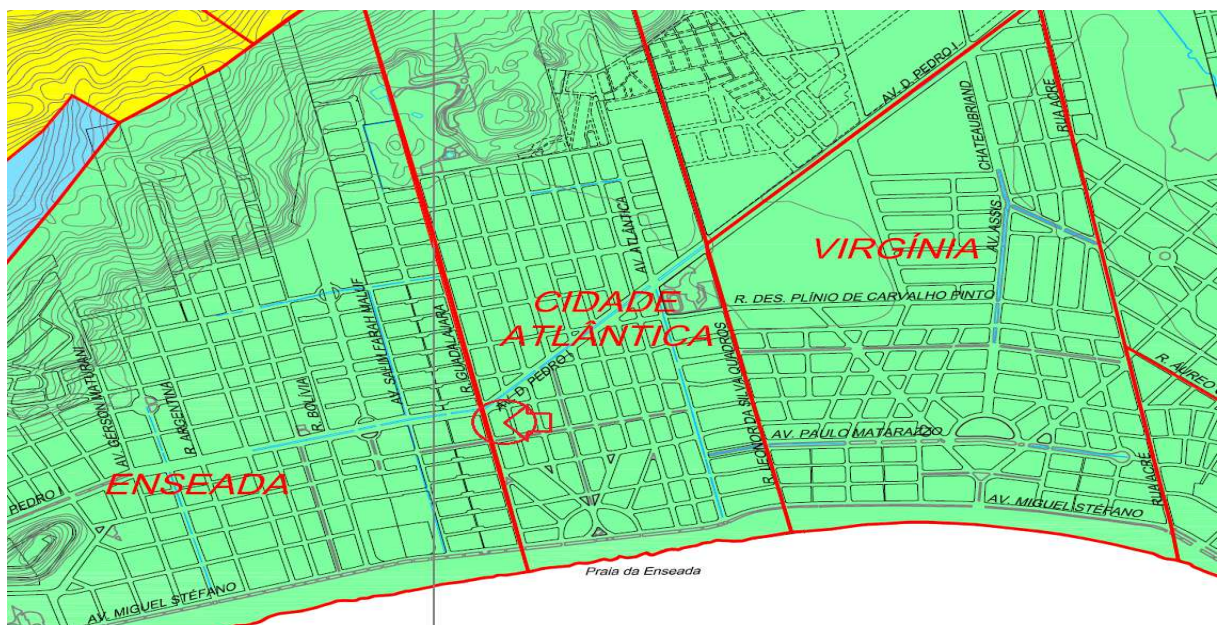 AV. D. PEDRO I
CHATEAUBRIAND
RUA ACRE
VIRGÍNIA
AV. ATLÂNTICA
AV. ASSIS
CIDADE
ATLÂNTICA
R. DES. PLÍNIO DE CARVALHO PINTO
AV. SALIM FARAH MALUF
R. GUADALAJARA
R. LEONOR DA SILVA QUADROS
AV. GERSON MATURANI
R. ARGENTINA
R. BOLÍVIA
AV. D. PEDRO I
R. AUREO
AV. PAULO MATARAZZO
ENSEADA
PEDRO I
RUA ACRE
AV. MIGUEL STÉFANO
Praia da Enseada
AV. MIGUEL STÉFANO